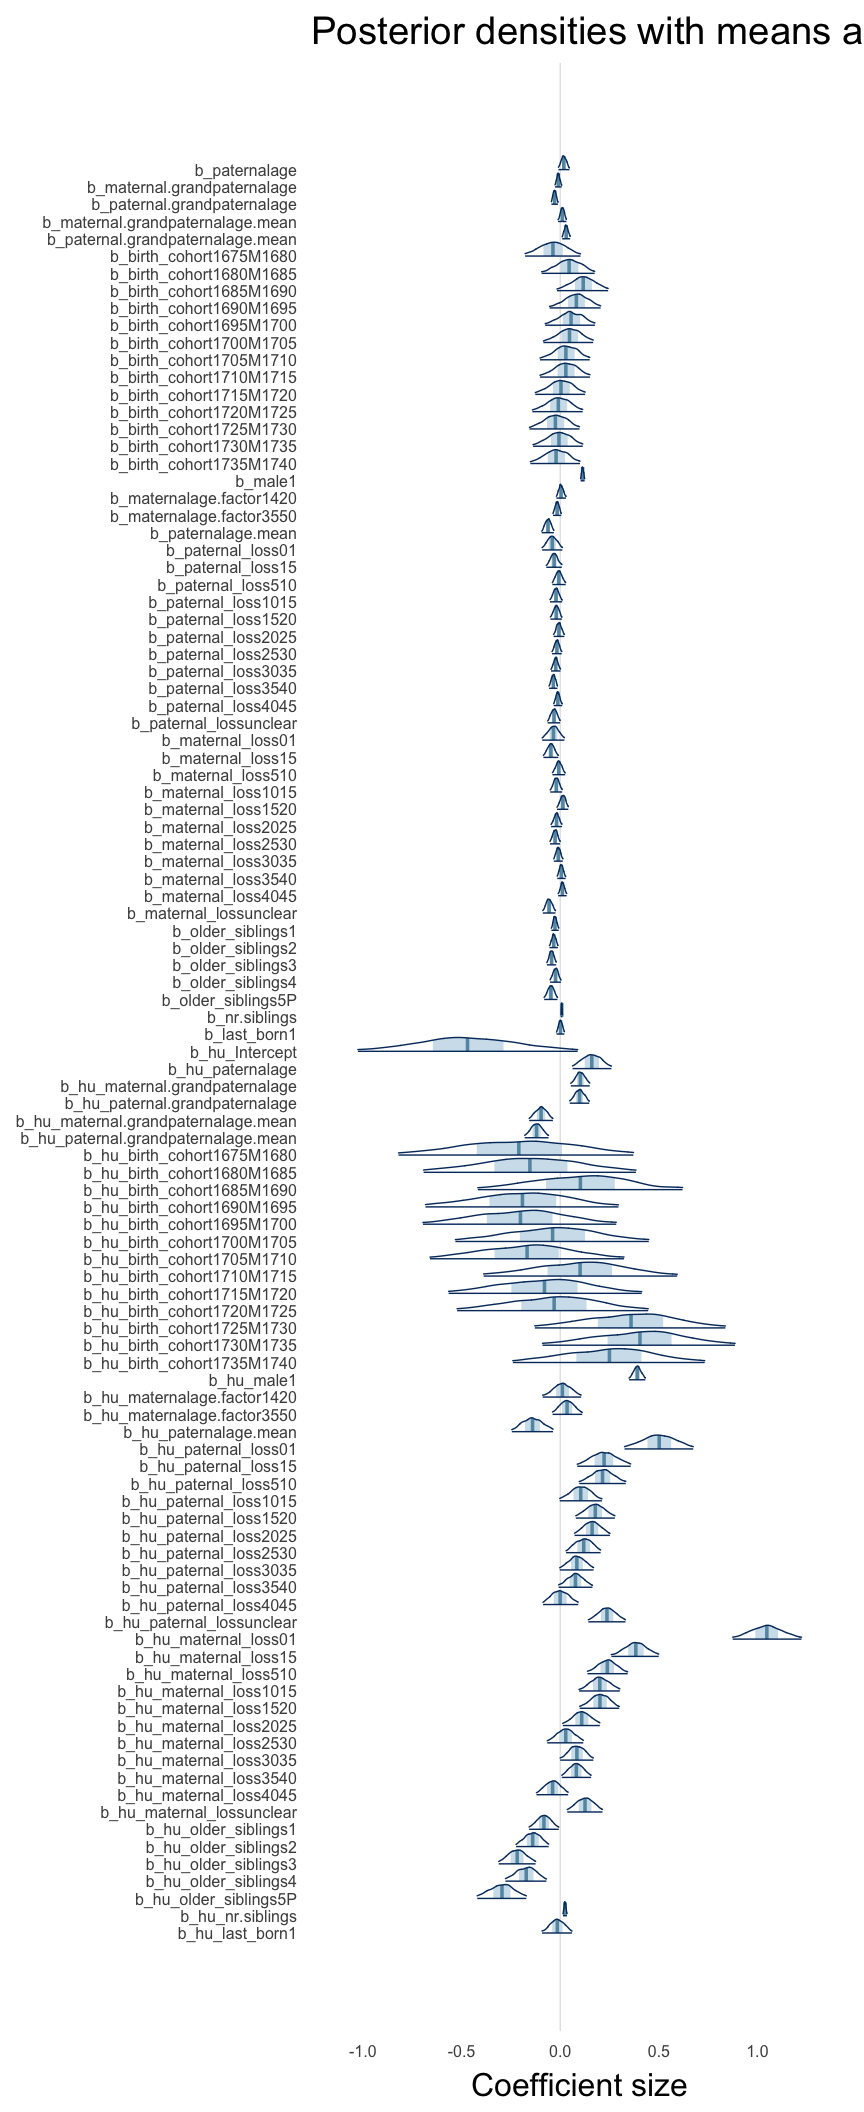 Posterior densities with means a
b_paternalage
b_maternal.grandpaternalage
b_paternal.grandpaternalage
b_maternal.grandpaternalage.mean
b_paternal.grandpaternalage.mean
b_birth_cohort1675M1680
b_birth_cohort1680M1685
b_birth_cohort1685M1690
b_birth_cohort1690M1695
b_birth_cohort1695M1700
b_birth_cohort1700M1705
b_birth_cohort1705M1710
b_birth_cohort1710M1715
b_birth_cohort1715M1720
b_birth_cohort1720M1725
b_birth_cohort1725M1730
b_birth_cohort1730M1735
b_birth_cohort1735M1740
b_male1
b_maternalage.factor1420
b_maternalage.factor3550
b_paternalage.mean
b_paternal_loss01
b_paternal_loss15
b_paternal_loss510
b_paternal_loss1015
b_paternal_loss1520
b_paternal_loss2025
b_paternal_loss2530
b_paternal_loss3035
b_paternal_loss3540
b_paternal_loss4045
b_paternal_lossunclear
b_maternal_loss01
b_maternal_loss15
b_maternal_loss510
b_maternal_loss1015
b_maternal_loss1520
b_maternal_loss2025
b_maternal_loss2530
b_maternal_loss3035
b_maternal_loss3540
b_maternal_loss4045
b_maternal_lossunclear
b_older_siblings1
b_older_siblings2
b_older_siblings3
b_older_siblings4
b_older_siblings5P
b_nr.siblings
b_last_born1
b_hu_Intercept
b_hu_paternalage
b_hu_maternal.grandpaternalage
b_hu_paternal.grandpaternalage
b_hu_maternal.grandpaternalage.mean
b_hu_paternal.grandpaternalage.mean
b_hu_birth_cohort1675M1680
b_hu_birth_cohort1680M1685
b_hu_birth_cohort1685M1690
b_hu_birth_cohort1690M1695
b_hu_birth_cohort1695M1700
b_hu_birth_cohort1700M1705
b_hu_birth_cohort1705M1710
b_hu_birth_cohort1710M1715
b_hu_birth_cohort1715M1720
b_hu_birth_cohort1720M1725
b_hu_birth_cohort1725M1730
b_hu_birth_cohort1730M1735
b_hu_birth_cohort1735M1740
b_hu_male1
b_hu_maternalage.factor1420
b_hu_maternalage.factor3550
b_hu_paternalage.mean
b_hu_paternal_loss01
b_hu_paternal_loss15
b_hu_paternal_loss510
b_hu_paternal_loss1015
b_hu_paternal_loss1520
b_hu_paternal_loss2025
b_hu_paternal_loss2530
b_hu_paternal_loss3035
b_hu_paternal_loss3540
b_hu_paternal_loss4045
b_hu_paternal_lossunclear
b_hu_maternal_loss01
b_hu_maternal_loss15
b_hu_maternal_loss510
b_hu_maternal_loss1015
b_hu_maternal_loss1520
b_hu_maternal_loss2025
b_hu_maternal_loss2530
b_hu_maternal_loss3035
b_hu_maternal_loss3540
b_hu_maternal_loss4045
b_hu_maternal_lossunclear
b_hu_older_siblings1
b_hu_older_siblings2
b_hu_older_siblings3
b_hu_older_siblings4
b_hu_older_siblings5P
b_hu_nr.siblings
b_hu_last_born1
-1.0 -0.5 0.0 0.5 1.0
Coefficient size